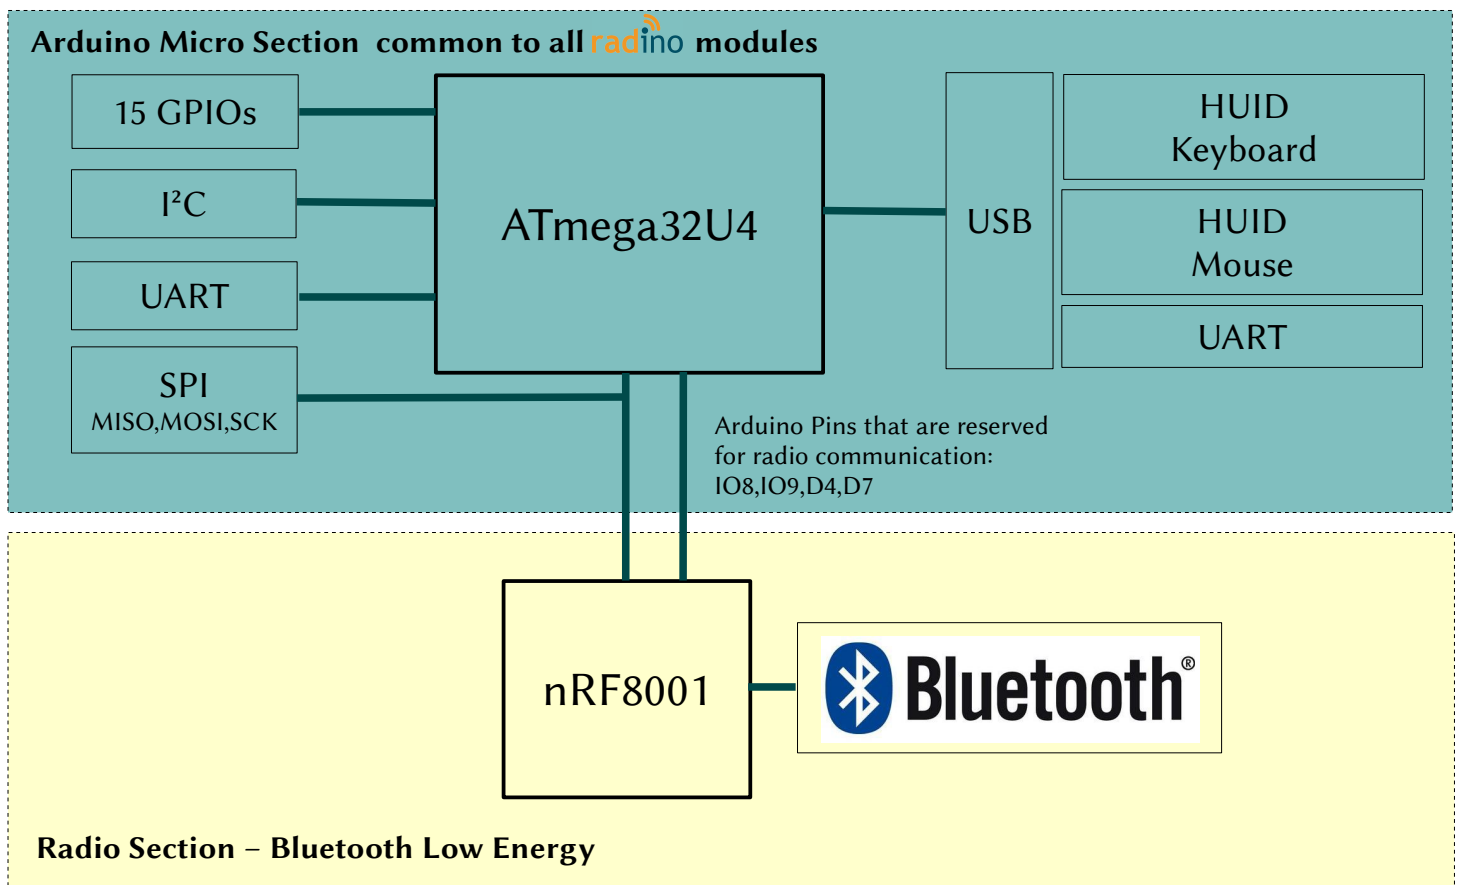 Arduino Micro Section common to all radino modules
15 GPIOs
I²C
UART
SPI
MISO,MOSI,SCK
ATmega32U4
USB
HUID
Keyboard
HUID
Mouse
UART
Arduino Pins that are reserved
for radio communication:
IO8,IO9,D4,D7
nRF8001
Bluetooth®
Radio Section – Bluetooth Low Energy